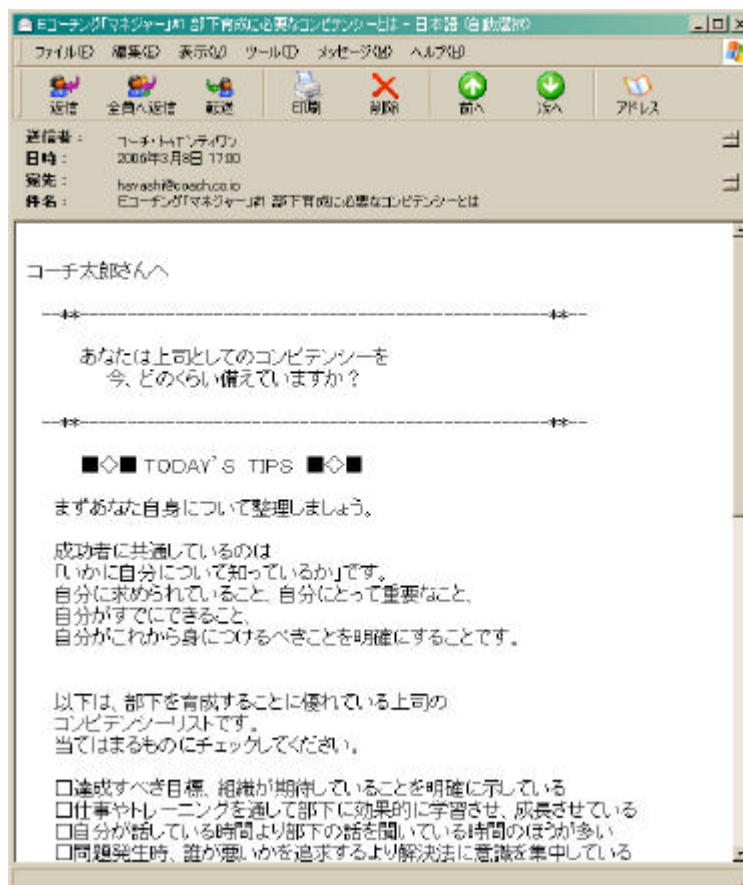 Eコーチング「マネジャー」#1 部下育成に必要なコンピテンシーとは - 日本語 (自動選択)
ファイル(F) 編集(E) 表示(V) ツール(T) メッセージ(M) ヘルプ(H)
返信 全員へ返信 転送 印刷 削除 前へ 次へ アドレス
送信者： コーチ・トゥエンティワン
日時： 2006年3月8日 17:00
宛先： hayashi@coach.co.jp
件名： Eコーチング「マネジャー」#1 部下育成に必要なコンピテンシーとは
コーチ太郎さんへ
--**--------------------------------------------------**--
あなたは上司としてのコンピテンシーを
今、どのくらい備えていますか？
--**--------------------------------------------------**--
■◇■ TODAY'S TIPS ■◇■
まずあなた自身について整理しましょう。
成功者に共通しているのは
「いかに自分について知っているか」です。
自分に求められていること、自分にとって重要なこと、
自分がすでにできること、
自分がこれから身につけるべきことを明確にすることです。
以下は、部下を育成することに優れている上司の
コンピテンシーリストです。
当てはまるものにチェックしてください。
□達成すべき目標、組織が期待していることを明確に示している
□仕事やトレーニングを通して部下に効果的に学習させ、成長させている
□自分が話している時間より部下の話を聞いている時間のほうが多い
□問題発生時、誰が悪いかを追求するより解決法に意識を集中している